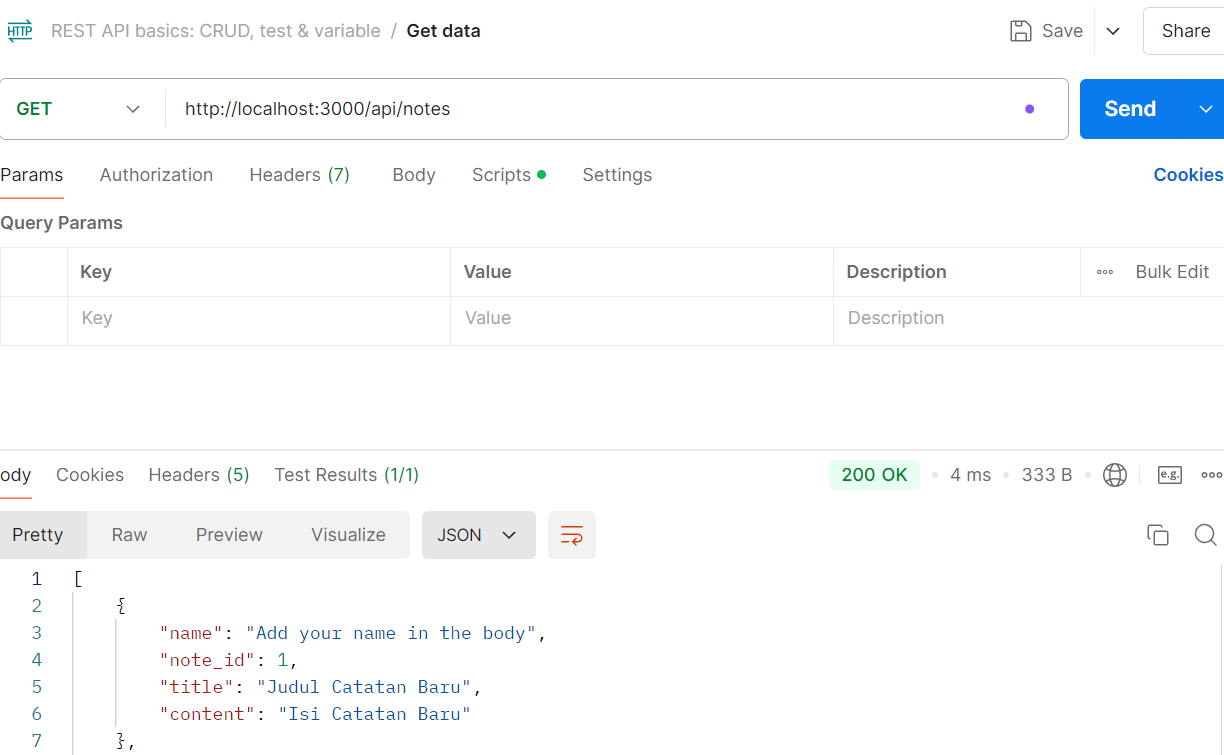 HTTP REST API basics: CRUD, test & variable / Get data Save Share
GET http://localhost:3000/api/notes Send
Params Authorization Headers (7) Body Scripts Settings Cookies
Query Params
Key Value Description Bulk Edit
Key Value Description
ody Cookies Headers (5) Test Results (1/1) 200 OK 4 ms 333 B e.g.
Pretty Raw Preview Visualize JSON
1 [
2 {
3 "name": "Add your name in the body",
4 "note_id": 1,
5 "title": "Judul Catatan Baru",
6 "content": "Isi Catatan Baru"
7 },